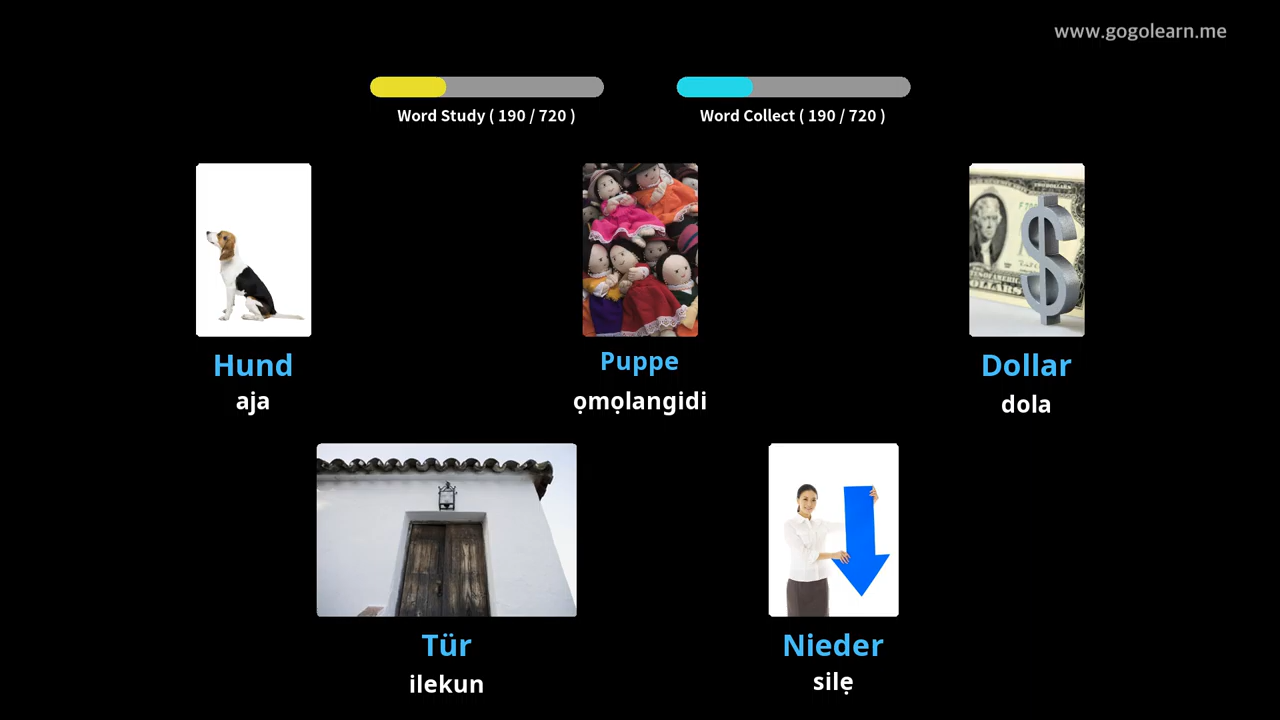 www.gogolearn.me
Word Study ( 190 / 720 )
Word Collect ( 190 / 720 )
Hund
aja
Puppe
ọmọlangidi
Dollar
dola
Tür
ilekun
Nieder
silẹ